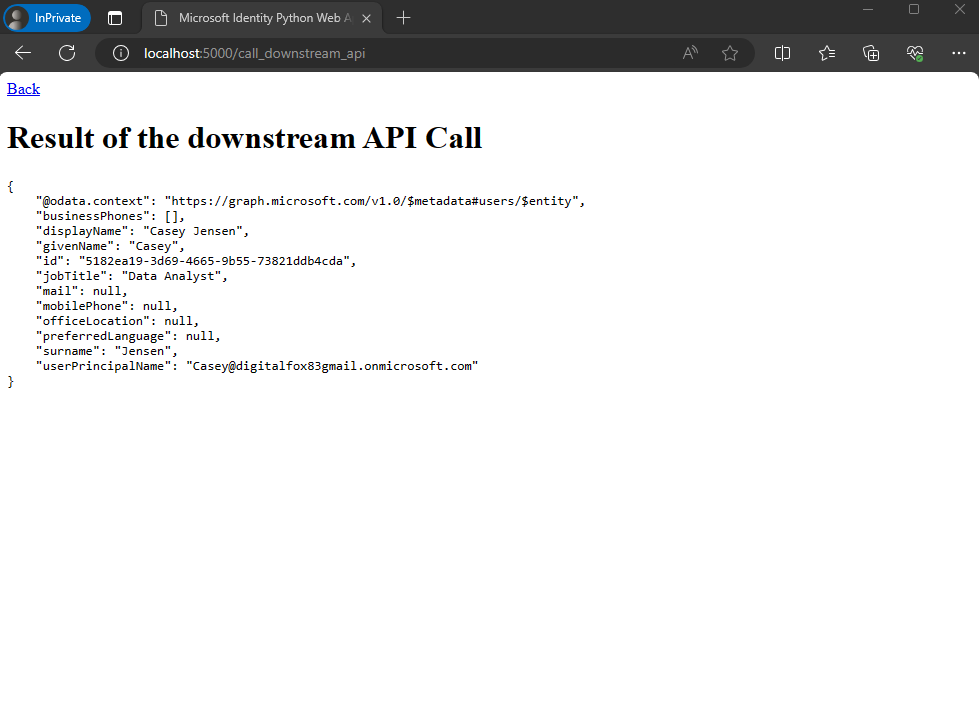 InPrivate
Microsoft Identity Python Web A
localhost:5000/call_downstream_api
Back
Result of the downstream API Call
{
    "@odata.context": "https://graph.microsoft.com/v1.0/$metadata#users/$entity",
    "businessPhones": [],
    "displayName": "Casey Jensen",
    "givenName": "Casey",
    "id": "5182ea19-3d69-4665-9b55-73821ddb4cda",
    "jobTitle": "Data Analyst",
    "mail": null,
    "mobilePhone": null,
    "officeLocation": null,
    "preferredLanguage": null,
    "surname": "Jensen",
    "userPrincipalName": "Casey@digitalfox83gmail.onmicrosoft.com"
}